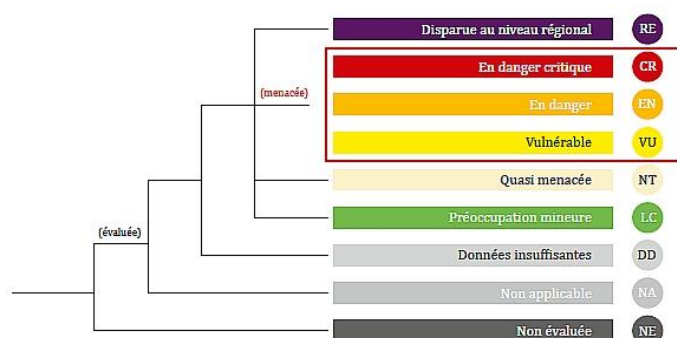 Disparue au niveau régional RE
En danger critique CR
(menacée)
En danger EN
Vulnérable VU
Quasi menacée NT
Préoccupation mineure LC
(évaluée)
Données insuffisantes DD
Non applicable NA
Non évaluée NE